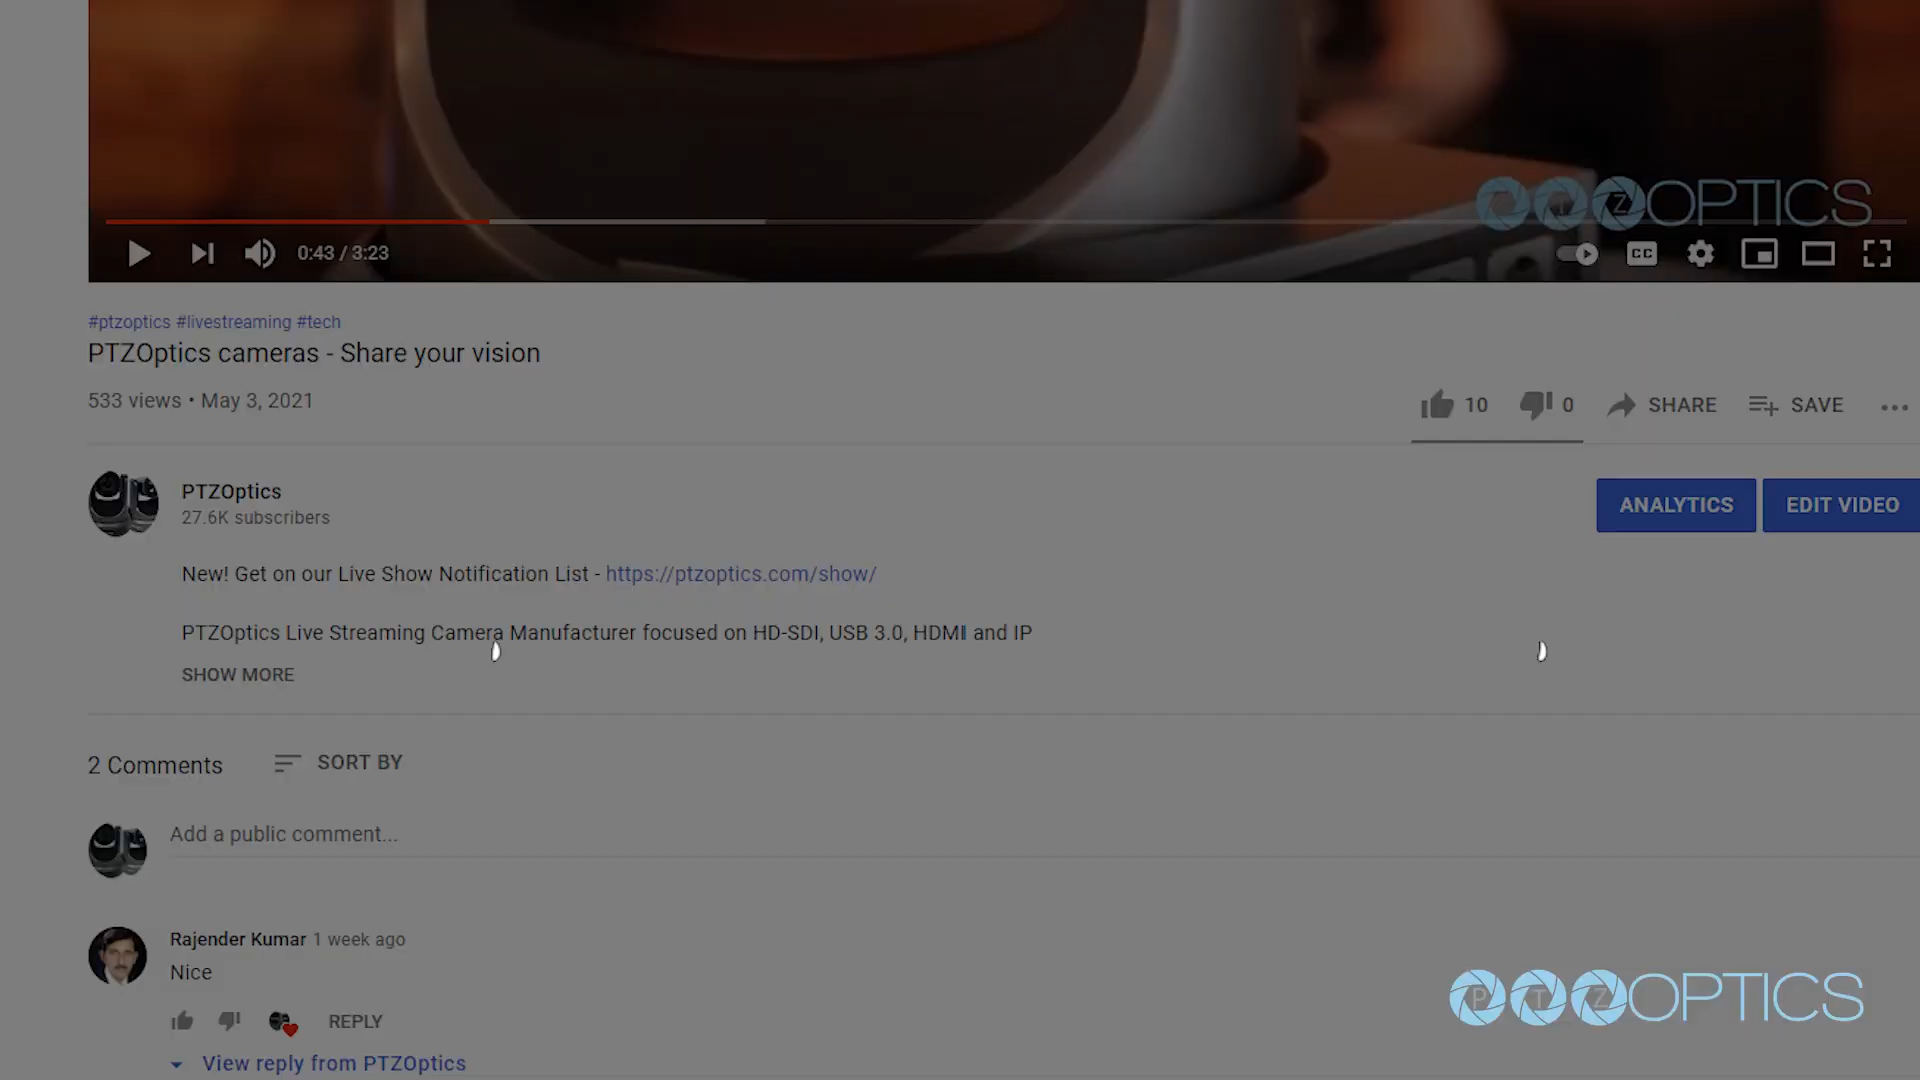 PTZOPTICS
0:43 / 3:23
CC
#ptzoptics #livestreaming #tech
PTZOptics cameras - Share your vision
533 views • May 3, 2021
10
0
SHARE
SAVE
PTZOptics
27.6K subscribers
ANALYTICS
EDIT VIDEO
New! Get on our Live Show Notification List - https://ptzoptics.com/show/
PTZOptics Live Streaming Camera Manufacturer focused on HD-SDI, USB 3.0, HDMI and IP
SHOW MORE
2 Comments
SORT BY
Add a public comment...
Rajender Kumar 1 week ago
Nice
REPLY
View reply from PTZOptics
PTZOPTICS